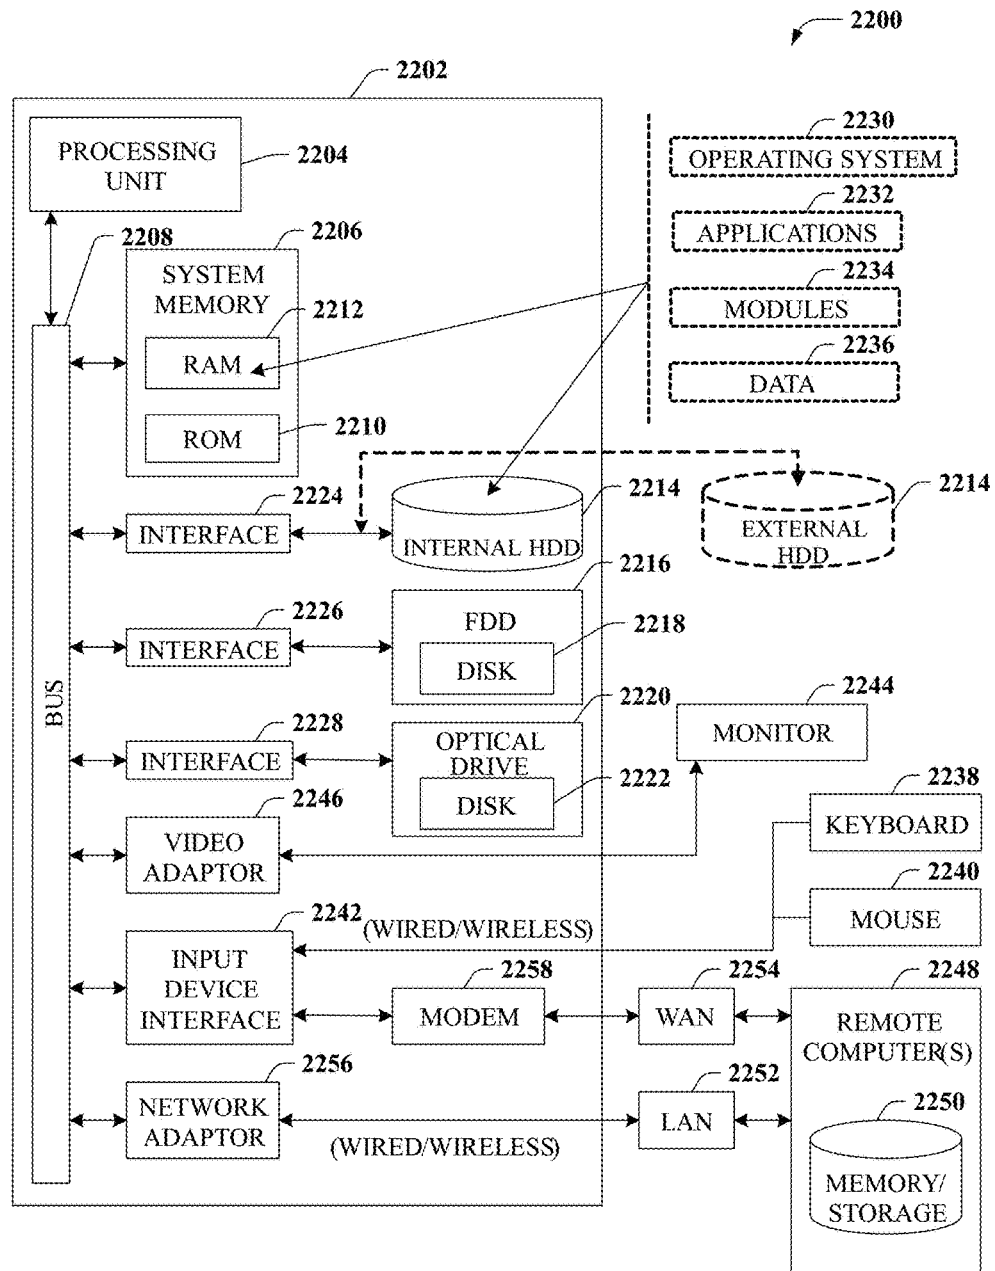 2200
2202
PROCESSING
UNIT
2204
2230
OPERATING SYSTEM
2232
APPLICATIONS
2234
MODULES
2236
DATA
2208
2206
SYSTEM
MEMORY
2212
RAM
2210
ROM
2224
INTERFACE
2214
INTERNAL HDD
2214
EXTERNAL
HDD
2216
FDD
2226
INTERFACE
2218
DISK
BUS
2220
OPTICAL
DRIVE
2228
INTERFACE
2222
DISK
2244
MONITOR
2246
VIDEO
ADAPTOR
2238
KEYBOARD
2240
MOUSE
2242
(WIRED/WIRELESS)
INPUT
DEVICE
INTERFACE
2258
MODEM
2254
WAN
2248
REMOTE
COMPUTER(S)
2256
NETWORK
ADAPTOR
(WIRED/WIRELESS)
2252
LAN
2250
MEMORY/
STORAGE